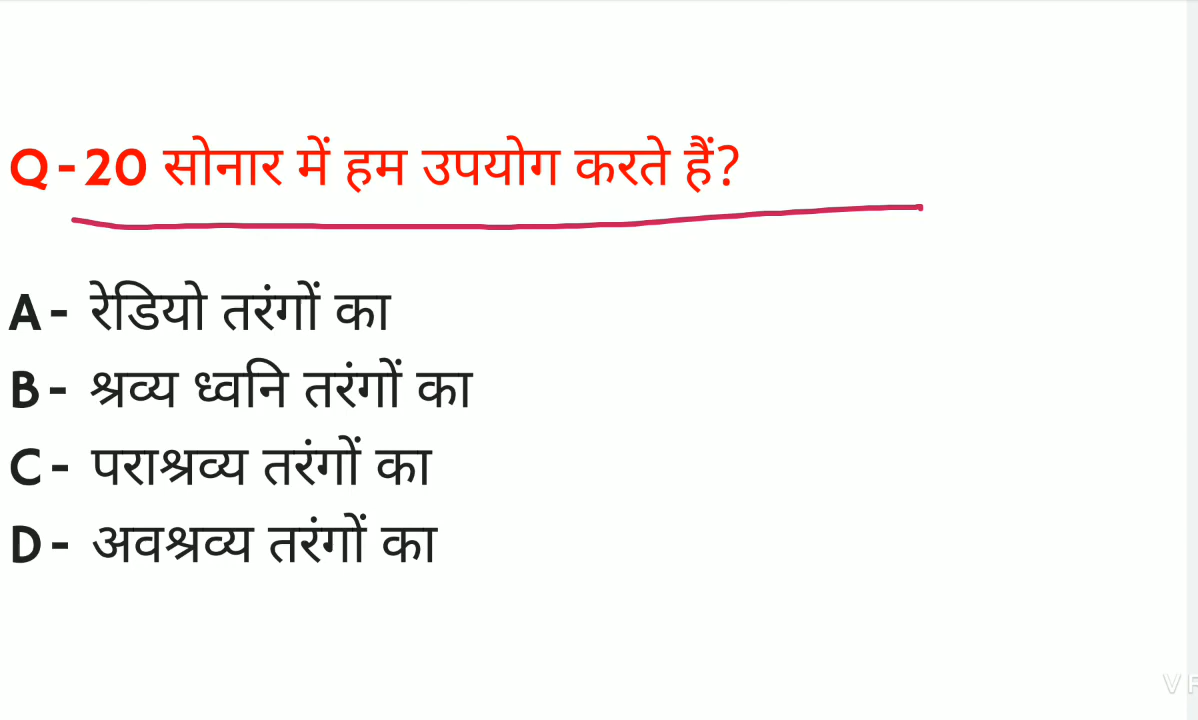 Q-20 सोनार में हम उपयोग करते हैं?
A- रेडियो तरंगों का
B- श्रव्य ध्वनि तरंगों का
C- पराश्रव्य तरंगों का
D- अवश्रव्य तरंगों का